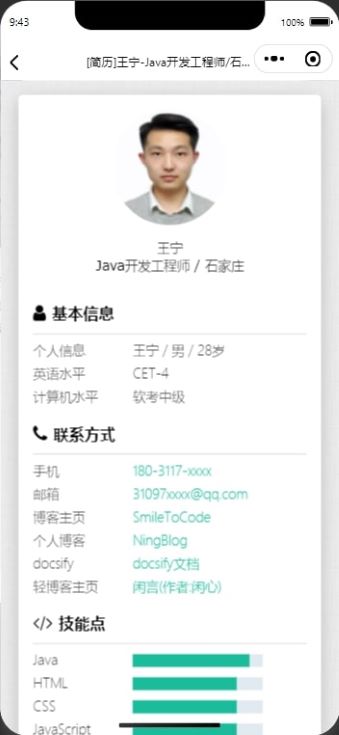 9:43
100%
[简历]王宁-Java开发工程师/石...
王宁
Java开发工程师 / 石家庄
基本信息
个人信息 王宁 / 男 / 28岁
英语水平 CET-4
计算机水平 软考中级
联系方式
手机 180-3117-xxxx
邮箱 31097xxxx@qq.com
博客主页 SmileToCode
个人博客 NingBlog
docsify docsify文档
轻博客主页 闲言(作者:闲心)
</> 技能点
Java
HTML
CSS
JavaScript